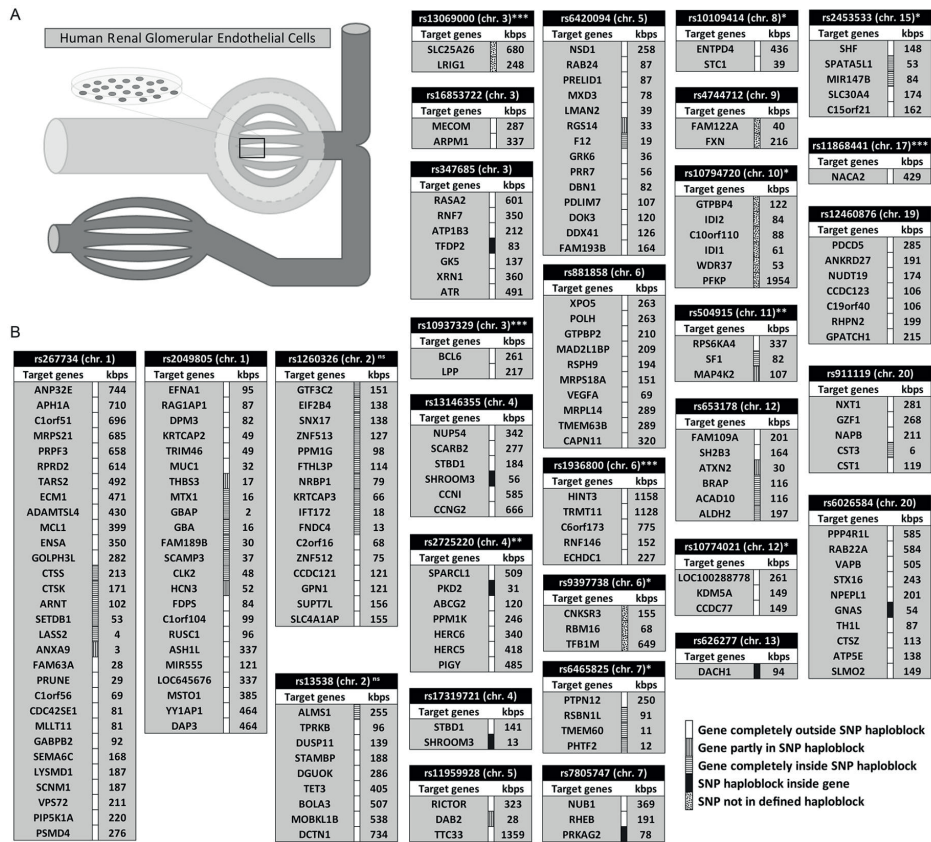 A
Human Renal Glomerular Endothelial Cells
B
rs267734 (chr. 1)
Target genes kbps
ANP32E 744
APH1A 710
C1orf51 696
MRPS21 685
PRPF3 658
RPRD2 614
TARS2 492
ECM1 471
ADAMTSL4 430
MCL1 399
ENSA 350
GOLPH3L 282
CTSS 213
CTSK 171
ARNT 102
SETDB1 53
LASS2 4
ANXA9 3
FAM63A 28
PRUNE 29
C1orf56 69
CDC42SE1 81
MLLT11 81
GABPB2 92
SEMA6C 168
LYSMD1 187
SCNM1 187
VPS72 211
PIP5K1A 220
PSMD4 276
rs2049805 (chr. 1)
Target genes kbps
EFNA1 95
RAG1AP1 87
DPM3 82
KRTCAP2 49
TRIM46 49
MUC1 32
THBS3 17
MTX1 16
GBAP 2
GBA 16
FAM189B 30
SCAMP3 37
CLK2 48
HCN3 52
FDPS 84
C1orf104 99
RUSC1 96
ASH1L 337
MIR555 121
LOC645676 337
MSTO1 385
YY1AP1 464
DAP3 464
rs1260326 (chr. 2) ns
Target genes kbps
GTF3C2 151
EIF2B4 138
SNX17 138
ZNF513 127
PPM1G 98
FTHL3P 114
NRBP1 79
KRTCAP3 66
IFT172 18
FNDC4 13
C2orf16 68
ZNF512 75
CCDC121 121
GPN1 121
SUPT7L 156
SLC4A1AP 155
rs13538 (chr. 2) ns
Target genes kbps
ALMS1 255
TPRKB 96
DUSP11 139
STAMBP 188
DGUOK 286
TET3 405
BOLA3 507
MOBKL1B 538
DCTN1 734
rs13069000 (chr. 3)***
Target genes kbps
SLC25A26 680
LRIG1 248
rs16853722 (chr. 3)
Target genes kbps
MECOM 287
ARPM1 337
rs347685 (chr. 3)
Target genes kbps
RASA2 601
RNF7 350
ATP1B3 212
TFDP2 83
GK5 137
XRN1 360
ATR 491
rs10937329 (chr. 3)***
Target genes kbps
BCL6 261
LPP 217
rs13146355 (chr. 4)
Target genes kbps
NUP54 342
SCARB2 277
STBD1 184
SHROOM3 56
CCNI 585
CCNG2 666
rs2725220 (chr. 4)**
Target genes kbps
SPARCL1 509
PKD2 31
ABCG2 120
PPM1K 246
HERC6 340
HERC5 418
PIGY 485
rs17319721 (chr. 4)
Target genes kbps
STBD1 141
SHROOM3 13
rs11959928 (chr. 5)
Target genes kbps
RICTOR 323
DAB2 28
TTC33 1359
rs6420094 (chr. 5)
Target genes kbps
NSD1 258
RAB24 87
PRELID1 87
MXD3 78
LMAN2 39
RGS14 33
F12 19
GRK6 36
PRR7 56
DBN1 82
PDLIM7 107
DOK3 120
DDX41 126
FAM193B 164
rs881858 (chr. 6)
Target genes kbps
XPO5 263
POLH 263
GTPBP2 210
MAD2L1BP 209
RSPH9 194
MRPS18A 151
VEGFA 69
MRPL14 289
TMEM63B 289
CAPN11 320
rs1936800 (chr. 6)***
Target genes kbps
HINT3 1158
TRMT11 1128
C6orf173 775
RNF146 152
ECHDC1 227
rs9397738 (chr. 6)*
Target genes kbps
CNKSR3 155
RBM16 68
TFB1M 649
rs6465825 (chr. 7)*
Target genes kbps
PTPN12 250
RSBN1L 91
TMEM60 11
PHTF2 12
rs7805747 (chr. 7)
Target genes kbps
NUB1 369
RHEB 191
PRKAG2 78
rs10109414 (chr. 8)*
Target genes kbps
ENTPD4 436
STC1 39
rs4744712 (chr. 9)
Target genes kbps
FAM122A 40
FXN 216
rs10794720 (chr. 10)*
Target genes kbps
GTPBP4 122
IDI2 84
C10orf110 88
IDI1 61
WDR37 53
PFKP 1954
rs504915 (chr. 11)**
Target genes kbps
RPS6KA4 337
SF1 82
MAP4K2 107
rs653178 (chr. 12)
Target genes kbps
FAM109A 201
SH2B3 164
ATXN2 30
BRAP 116
ACAD10 116
ALDH2 197
rs10774021 (chr. 12)*
Target genes kbps
LOC100288778 261
KDM5A 149
CCDC77 149
rs626277 (chr. 13)
Target genes kbps
DACH1 94
rs2453533 (chr. 15)*
Target genes kbps
SHF 148
SPATA5L1 53
MIR147B 84
SLC30A4 174
C15orf21 162
rs11868441 (chr. 17)***
Target genes kbps
NACA2 429
rs12460876 (chr. 19)
Target genes kbps
PDCD5 285
ANKRD27 191
NUDT19 174
CCDC123 106
C19orf40 106
RHPN2 199
GPATCH1 215
rs911119 (chr. 20)
Target genes kbps
NXT1 281
GZF1 268
NAPB 211
CST3 6
CST1 119
rs6026584 (chr. 20)
Target genes kbps
PPP4R1L 585
RAB22A 584
VAPB 505
STX16 243
NPEPL1 201
GNAS 54
TH1L 87
CTSZ 113
ATP5E 138
SLMO2 149
Gene completely outside SNP haploblock
Gene partly in SNP haploblock
Gene completely inside SNP haploblock
SNP haploblock inside gene
SNP not in defined haploblock